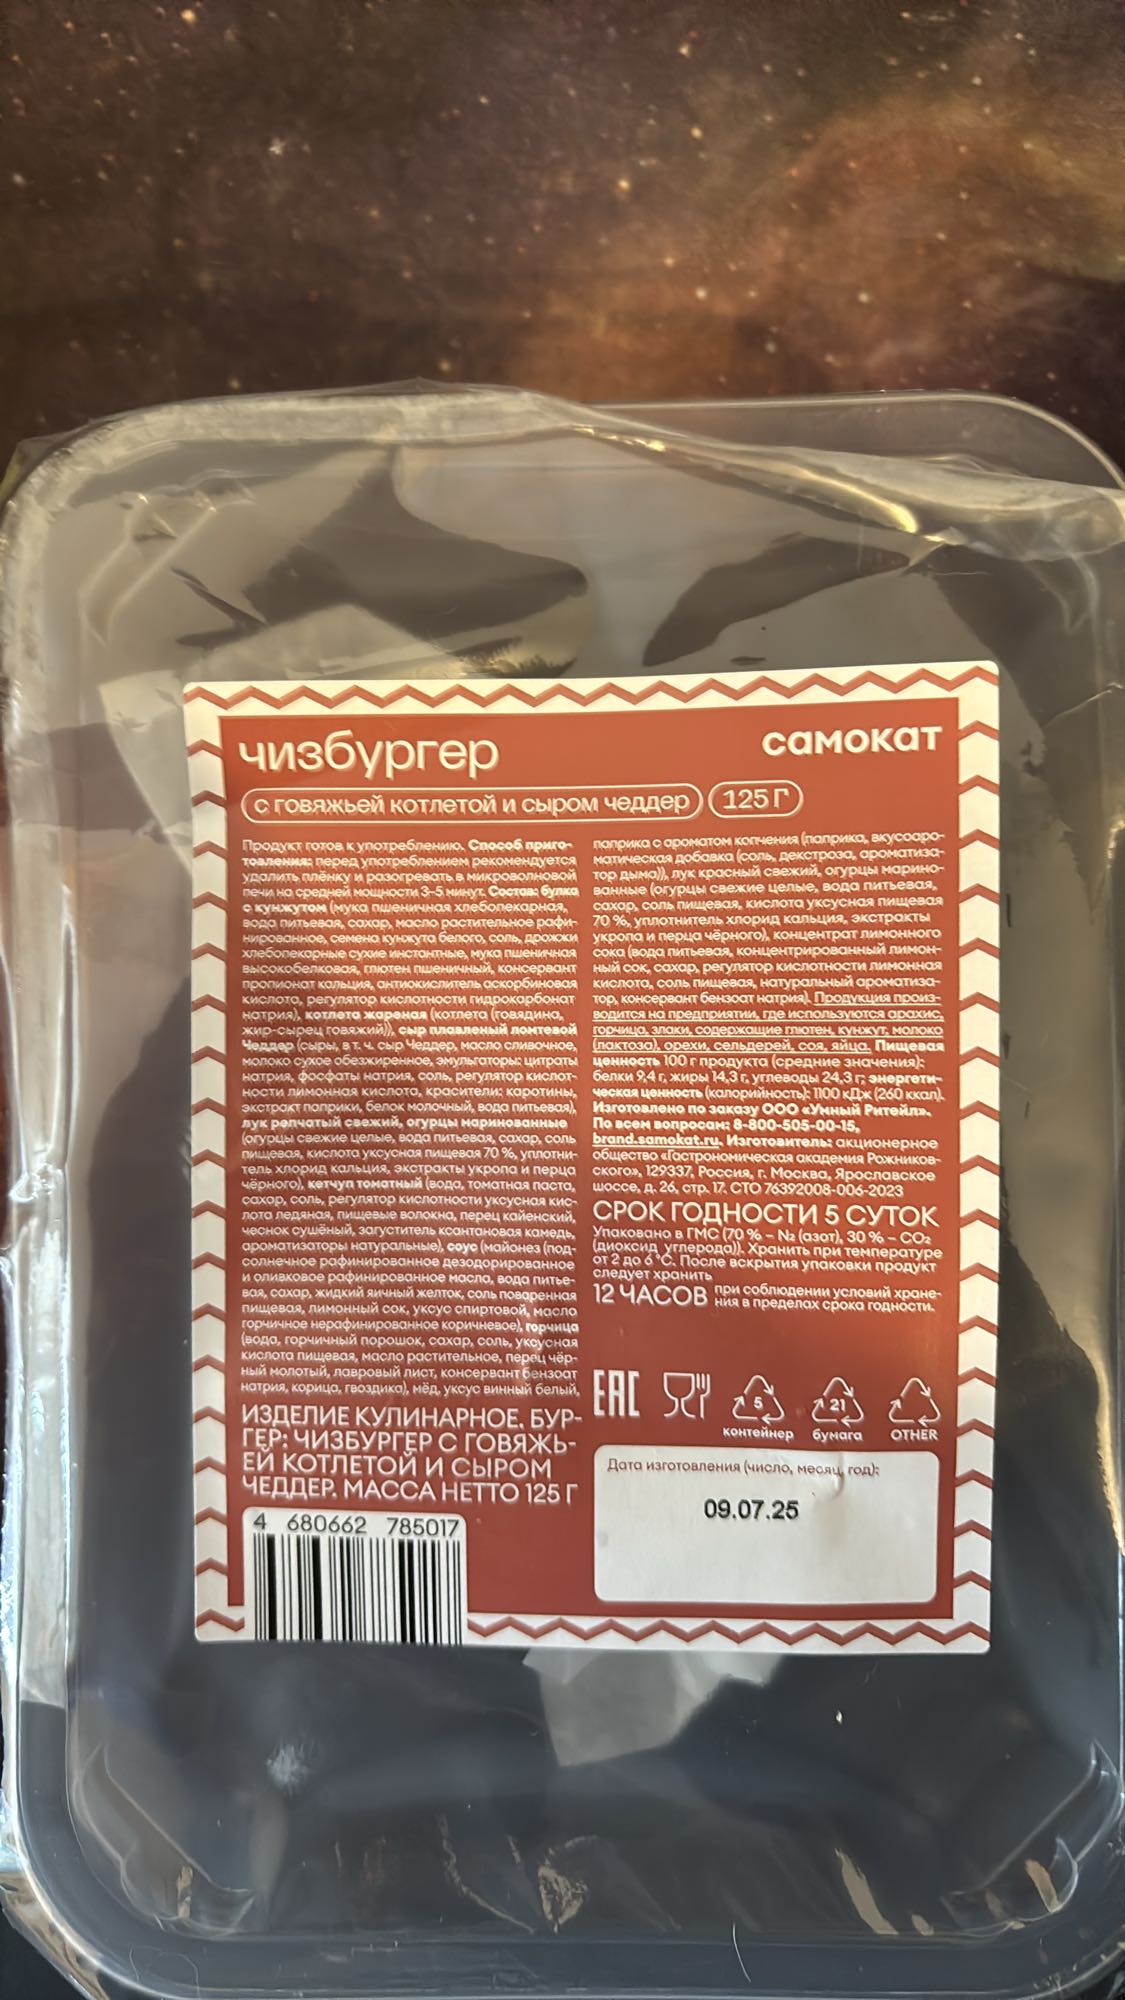 чизбургер
самокат
с говяжьей котлетой и сыром чеддер
125 Г
Продукт готов к употреблению. Способ приго-
товления: перед употреблением рекомендуется
удалить плёнку и разогревать в микроволновой
печи на средней мощности 3–5 минут. Состав: булка
с кунжутом (мука пшеничная хлебопекарная,
вода питьевая, сахар, масло растительное рафи-
нированное, семена кунжута белого, соль, дрожжи
хлебопекарные сухие инстантные, мука пшеничная
высокобелковая, глютен пшеничный, консервант
пропионат кальция, антиокислитель аскорбиновая
кислота, регулятор кислотности гидрокарбонат
натрия), котлета жареная (котлета (говядина,
жир-сырец говяжий)), сыр плавленый ломтевой
Чеддер (сыры, в т. ч. сыр Чеддер, масло сливочное,
молоко сухое обезжиренное, эмульгаторы: цитраты
натрия, фосфаты натрия, соль, регулятор кислот-
ности лимонная кислота, красители: каротины,
экстракт паприки, белок молочный, вода питьевая),
лук репчатый свежий, огурцы маринованные
(огурцы свежие целые, вода питьевая, сахар, соль
пищевая, кислота уксусная пищевая 70 %, уплотни-
тель хлорид кальция, экстракты укропа и перца
чёрного), кетчуп томатный (вода, томатная паста,
сахар, соль, регулятор кислотности уксусная кис-
лота ледяная, пищевые волокна, перец кайенский,
чеснок сушёный, загуститель ксантановая камедь,
ароматизаторы натуральные), соус (майонез (под-
солнечное рафинированное дезодорированное
и оливковое рафинированное масла, вода питье-
вая, сахар, жидкий яичный желток, соль поваренная
пищевая, лимонный сок, уксус спиртовой, масло
горчичное нерафинированное коричневое), горчица
(вода, горчичный порошок, сахар, соль, уксусная
кислота пищевая, масло растительное, перец чёр-
ный молотый, лавровый лист, консервант бензоат
натрия, корица, гвоздика), мёд, уксус винный белый,
паприка с ароматом копчения (паприка, вкусоаро-
матическая добавка (соль, декстроза, ароматиза-
тор дыма)), лук красный свежий, огурцы марино-
ванные (огурцы свежие целые, вода питьевая,
сахар, соль пищевая, кислота уксусная пищевая
70 %, уплотнитель хлорид кальция, экстракты
укропа и перца чёрного), концентрат лимонного
сока (вода питьевая, концентрированный лимон-
ный сок, сахар, регулятор кислотности лимонная
кислота, соль пищевая, натуральный ароматиза-
тор, консервант бензоат натрия). Продукция произ-
водится на предприятии, где используются арахис,
горчица, злаки, содержащие глютен, кунжут, молоко
(лактоза), орехи, сельдерей, соя, яйца. Пищевая
ценность 100 г продукта (средние значения):
белки 9,4 г, жиры 14,3 г, углеводы 24,3 г; энергети-
ческая ценность (калорийность): 1100 кДж (260 ккал).
Изготовлено по заказу ООО «Умный Ритейл».
По всем вопросам: 8-800-505-00-15,
brand.samokat.ru. Изготовитель: акционерное
общество «Гастрономическая академия Рожников-
ского», 129337, Россия, г. Москва, Ярославское
шоссе, д. 26, стр. 17. СТО 76392008-006-2023
СРОК ГОДНОСТИ 5 СУТОК
Упаковано в ГМС (70 % – N₂ (азот), 30 % – CO₂
(диоксид углерода)). Хранить при температуре
от 2 до 6 °C. После вскрытия упаковки продукт
следует хранить
12 ЧАСОВ при соблюдении условий хране-
ния в пределах срока годности.
ИЗДЕЛИЕ КУЛИНАРНОЕ. БУР-
ГЕР: ЧИЗБУРГЕР С ГОВЯЖЬ-
ЕЙ КОТЛЕТОЙ И СЫРОМ
ЧЕДДЕР. МАССА НЕТТО 125 Г
EAC
5
21
контейнер бумага OTHER
Дата изготовления (число, месяц, год):
09.07.25
4 680662 785017